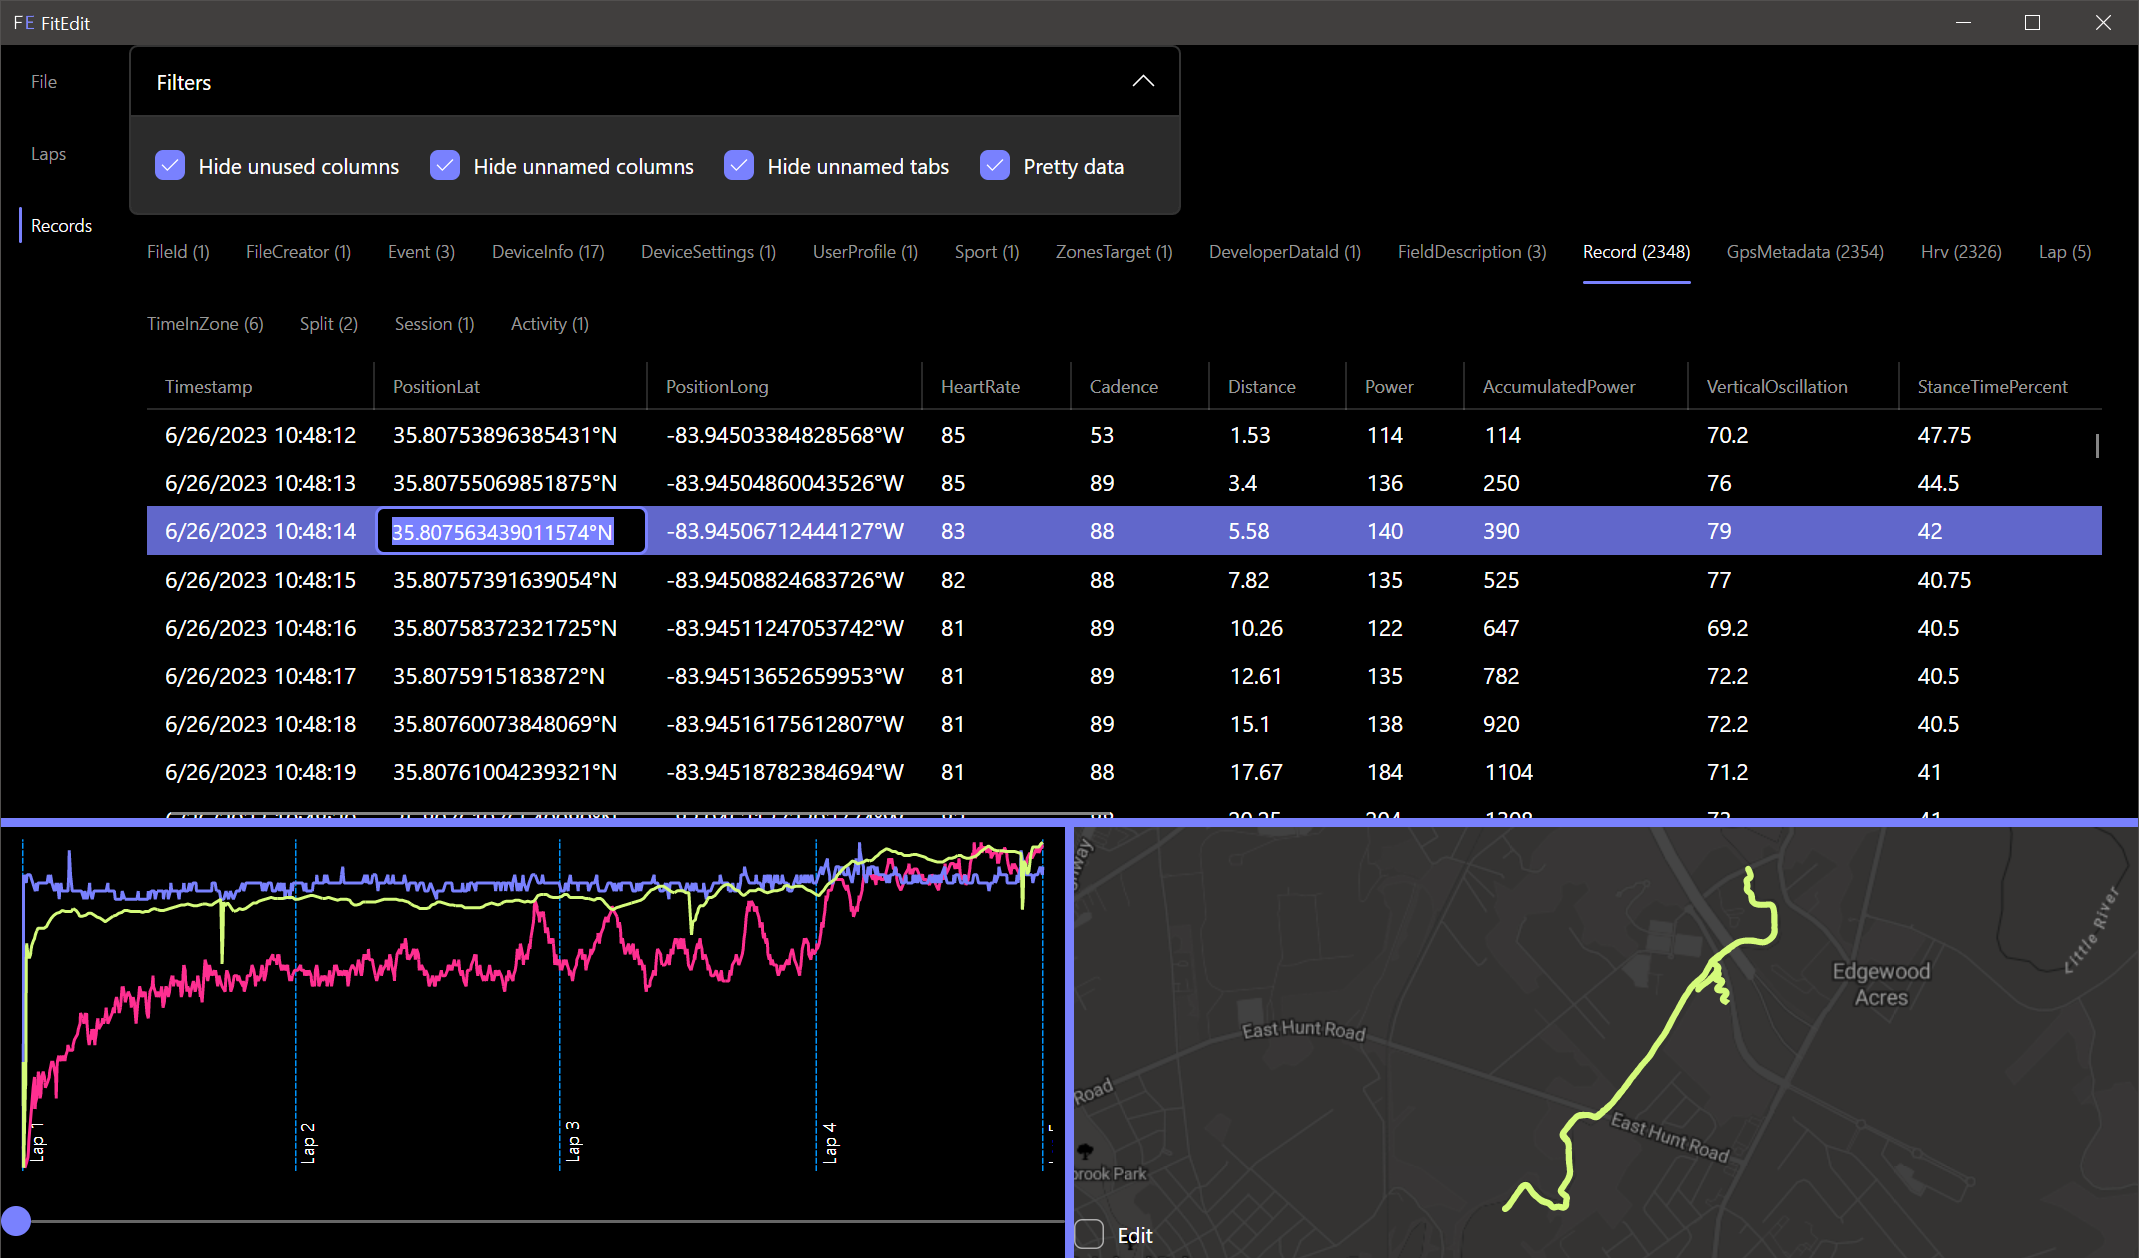 FE FitEdit
File
Laps
Records
Filters
Hide unused columns Hide unnamed columns Hide unnamed tabs Pretty data
FileId (1) FileCreator (1) Event (3) DeviceInfo (17) DeviceSettings (1) UserProfile (1) Sport (1) ZonesTarget (1) DeveloperDataId (1) FieldDescription (3) Record (2348) GpsMetadata (2354) Hrv (2326) Lap (5)
TimeInZone (6) Split (2) Session (1) Activity (1)
Timestamp PositionLat PositionLong HeartRate Cadence Distance Power AccumulatedPower VerticalOscillation StanceTimePercent
6/26/2023 10:48:12 35.80753896385431°N -83.94503384828568°W 85 53 1.53 114 114 70.2 47.75
6/26/2023 10:48:13 35.80755069851875°N -83.94504860043526°W 85 89 3.4 136 250 76 44.5
6/26/2023 10:48:14 35.807563439011574°N -83.94506712444127°W 83 88 5.58 140 390 79 42
6/26/2023 10:48:15 35.80757391639054°N -83.94508824683726°W 82 88 7.82 135 525 77 40.75
6/26/2023 10:48:16 35.80758372321725°N -83.94511247053742°W 81 89 10.26 122 647 69.2 40.5
6/26/2023 10:48:17 35.8075915183872°N -83.94513652659953°W 81 89 12.61 135 782 72.2 40.5
6/26/2023 10:48:18 35.80760073848069°N -83.94516175612807°W 81 89 15.1 138 920 72.2 40.5
6/26/2023 10:48:19 35.80761004239321°N -83.94518782384694°W 81 88 17.67 184 1104 71.2 41
Lap 1
Lap 2
Lap 3
Lap 4
Little River
Edgewood
Acres
East Hunt Road
Road
East Hunt Road
brook Park
Edit